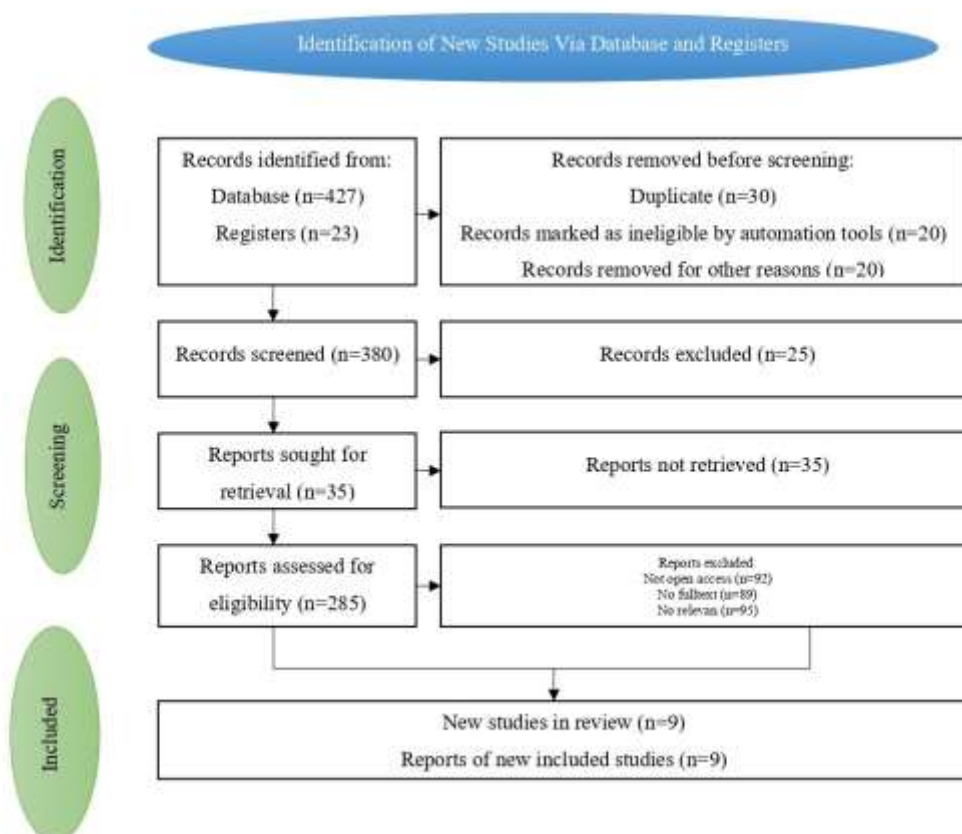 Identification of New Studies Via Database and Registers
Identification
Records identified from:
Database (n=427)
Registers (n=23)
Records removed before screening:
Duplicate (n=30)
Records marked as ineligible by automation tools (n=20)
Records removed for other reasons (n=20)
Screening
Records screened (n=380)
Records excluded (n=25)
Reports sought for
retrieval (n=35)
Reports not retrieved (n=35)
Reports assessed for
eligibility (n=285)
Reports excluded
Not open access (n=92)
No fulltext (n=89)
No relevan (n=95)
Included
New studies in review (n=9)
Reports of new included studies (n=9)